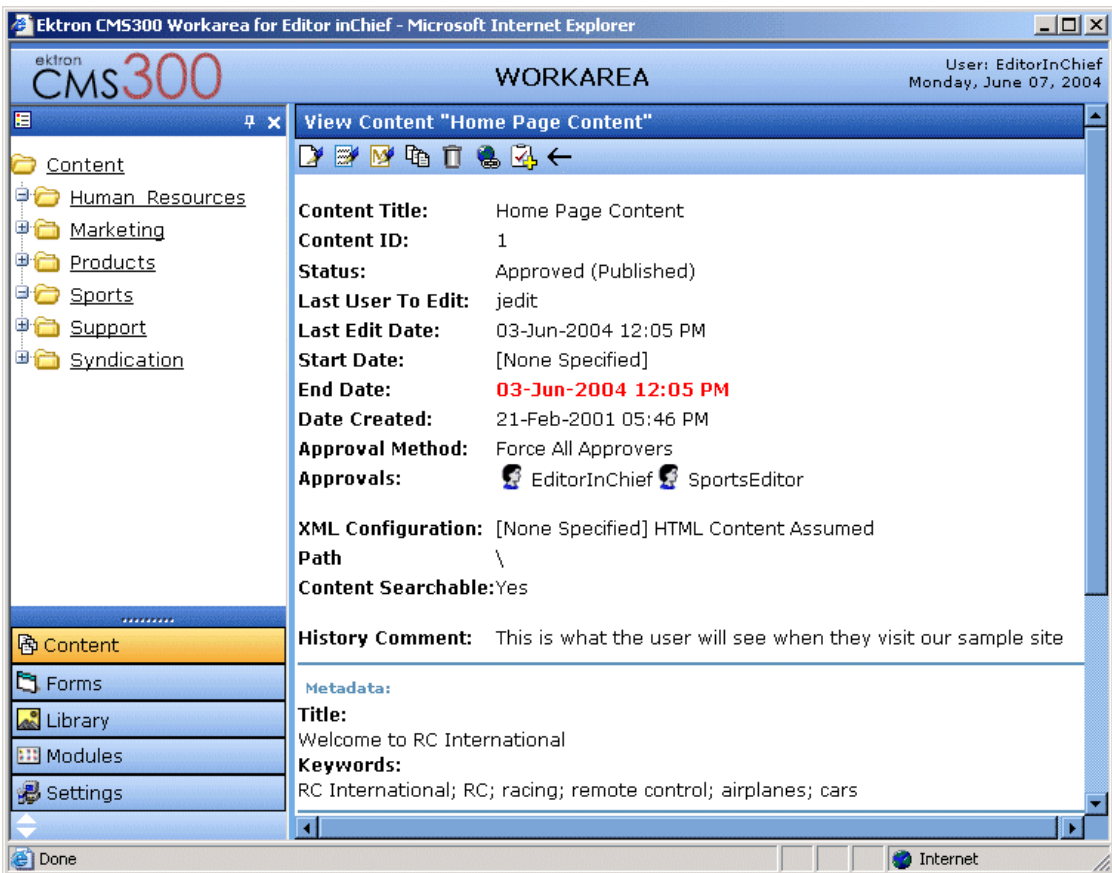 Ektron CMS300 Workarea for Editor inChief - Microsoft Internet Explorer
ektron
CMS300
WORKAREA
User: EditorInChief
Monday, June 07, 2004
View Content "Home Page Content"
Content
Human Resources
Marketing
Products
Sports
Support
Syndication
Content Title: Home Page Content
Content ID: 1
Status: Approved (Published)
Last User To Edit: jedit
Last Edit Date: 03-Jun-2004 12:05 PM
Start Date: [None Specified]
End Date: 03-Jun-2004 12:05 PM
Date Created: 21-Feb-2001 05:46 PM
Approval Method: Force All Approvers
Approvals: EditorInChief SportsEditor
XML Configuration: [None Specified] HTML Content Assumed
Path \
Content Searchable: Yes
History Comment: This is what the user will see when they visit our sample site
Metadata:
Title:
Welcome to RC International
Keywords:
RC International; RC; racing; remote control; airplanes; cars
Content
Forms
Library
Modules
Settings
Done
Internet